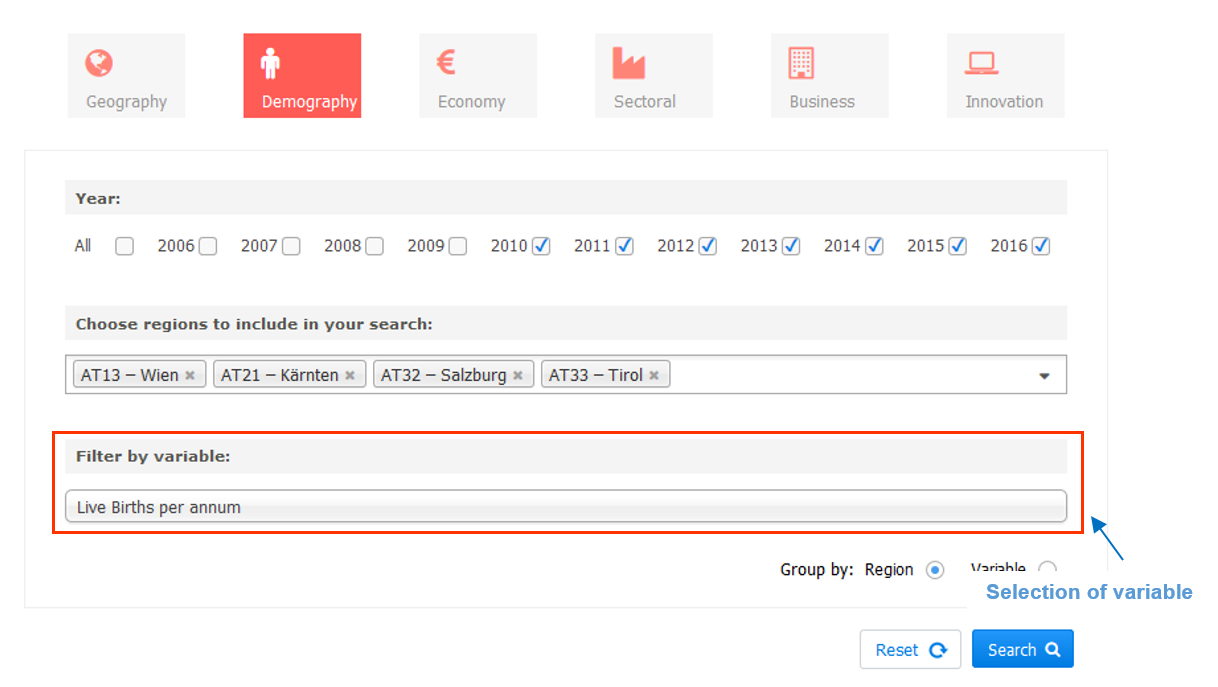 Geography Demography Economy Sectoral Business Innovation
Year:
All 2006 2007 2008 2009 2010 2011 2012 2013 2014 2015 2016
Choose regions to include in your search:
AT13 – Wien × AT21 – Kärnten × AT32 – Salzburg × AT33 – Tirol ×
Filter by variable:
Live Births per annum
Group by: Region Variable
Selection of variable
Reset Search